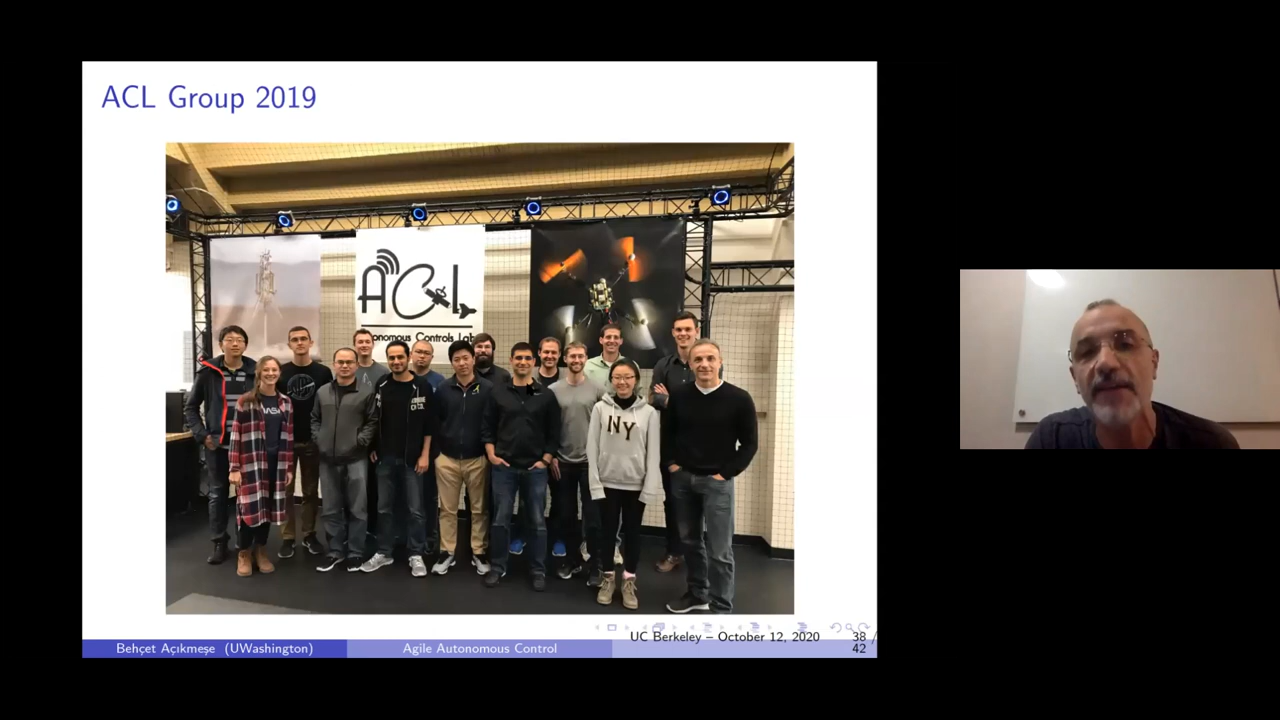 ACL Group 2019
ACL
onomous Controls Lab
NASA
NY
UC Berkeley – October 12, 2020
38 /
42
Behçet Açıkmeşe (UWashington)
Agile Autonomous Control